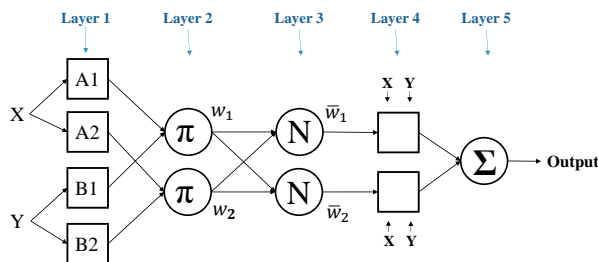 Layer 1 Layer 2 Layer 3 Layer 4 Layer 5
X Y
A1
w₁ w̅₁
X
A2
π N
Σ Output
B1
π N
Y
w₂ w̅₂
B2
X Y